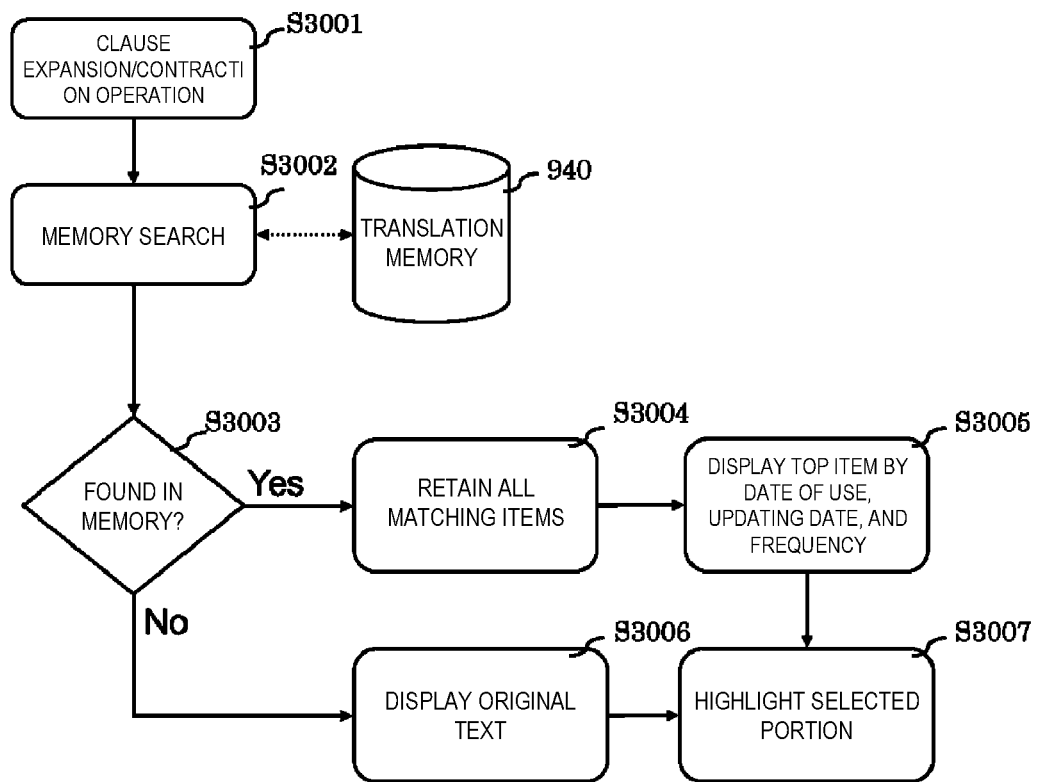 S3001
CLAUSE
EXPANSION/CONTRACTI
ON OPERATION
S3002
940
MEMORY SEARCH
TRANSLATION
MEMORY
S3003
FOUND IN
MEMORY?
Yes
No
S3004
RETAIN ALL
MATCHING ITEMS
S3005
DISPLAY TOP ITEM BY
DATE OF USE,
UPDATING DATE, AND
FREQUENCY
S3006
DISPLAY ORIGINAL
TEXT
S3007
HIGHLIGHT SELECTED
PORTION